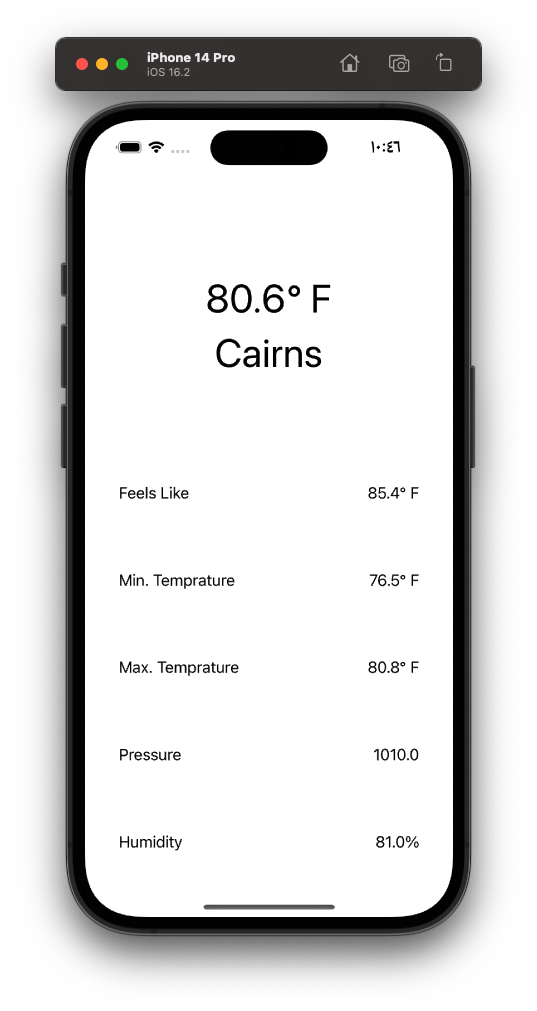 iPhone 14 Pro
iOS 16.2
١٠:٤٦
80.6° F
Cairns
Feels Like 85.4° F
Min. Temprature 76.5° F
Max. Temprature 80.8° F
Pressure 1010.0
Humidity 81.0%